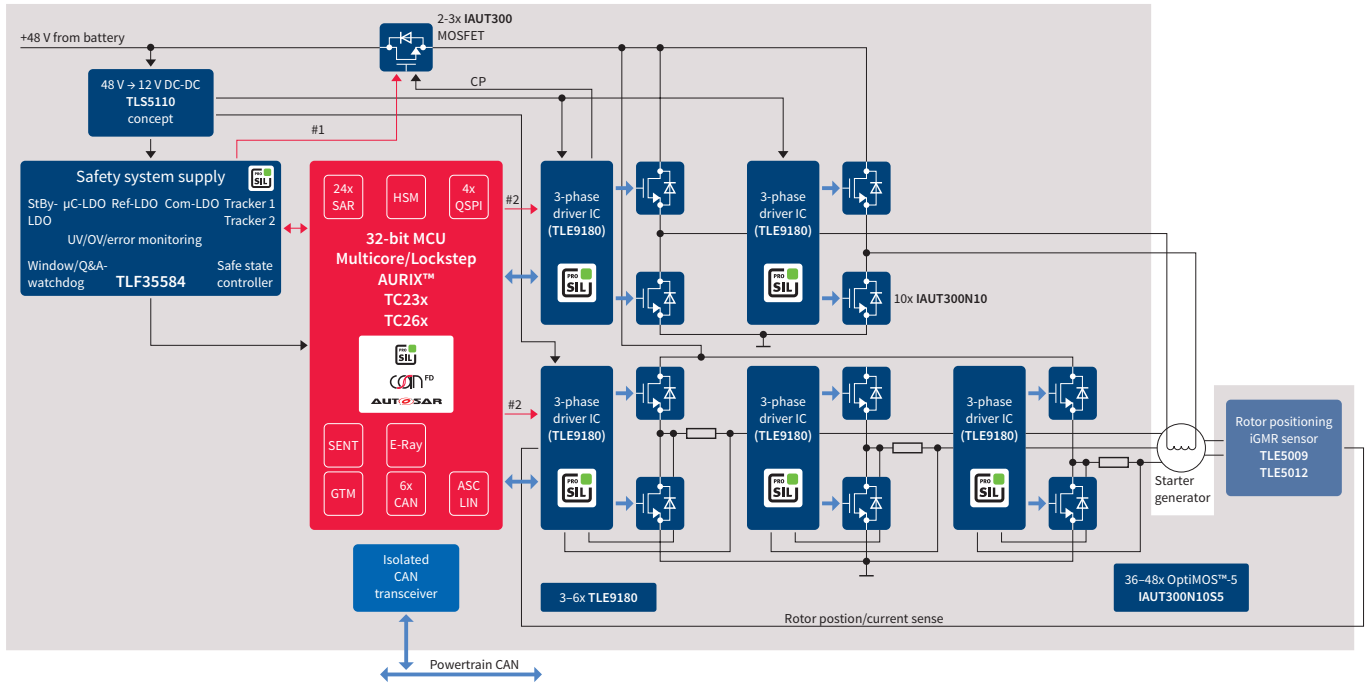 2-3x IAUT300
MOSFET
+48 V from battery
48 V → 12 V DC-DC
TLS5110
concept
CP
#1
Safety system supply
PRO
SIL
StBy-
LDO
µC-LDO
Ref-LDO
Com-LDO
Tracker 1
Tracker 2
UV/OV/error monitoring
Window/Q&A-
watchdog
TLF35584
Safe state
controller
24x
SAR
HSM
4x
QSPI
32-bit MCU
Multicore/Lockstep
AURIX™
TC23x
TC26x
PRO
SIL
CAN FD
AUTOSAR
SENT
E-Ray
GTM
6x
CAN
ASC
LIN
#2
#2
3-phase
driver IC
(TLE9180)
PRO
SIL
3-phase
driver IC
(TLE9180)
PRO
SIL
10x IAUT300N10
3-phase
driver IC
(TLE9180)
PRO
SIL
3-phase
driver IC
(TLE9180)
PRO
SIL
3-phase
driver IC
(TLE9180)
PRO
SIL
Starter
generator
Rotor positioning
iGMR sensor
TLE5009
TLE5012
Isolated
CAN
transceiver
3–6x TLE9180
36–48x OptiMOS™-5
IAUT300N10S5
Rotor postion/current sense
Powertrain CAN